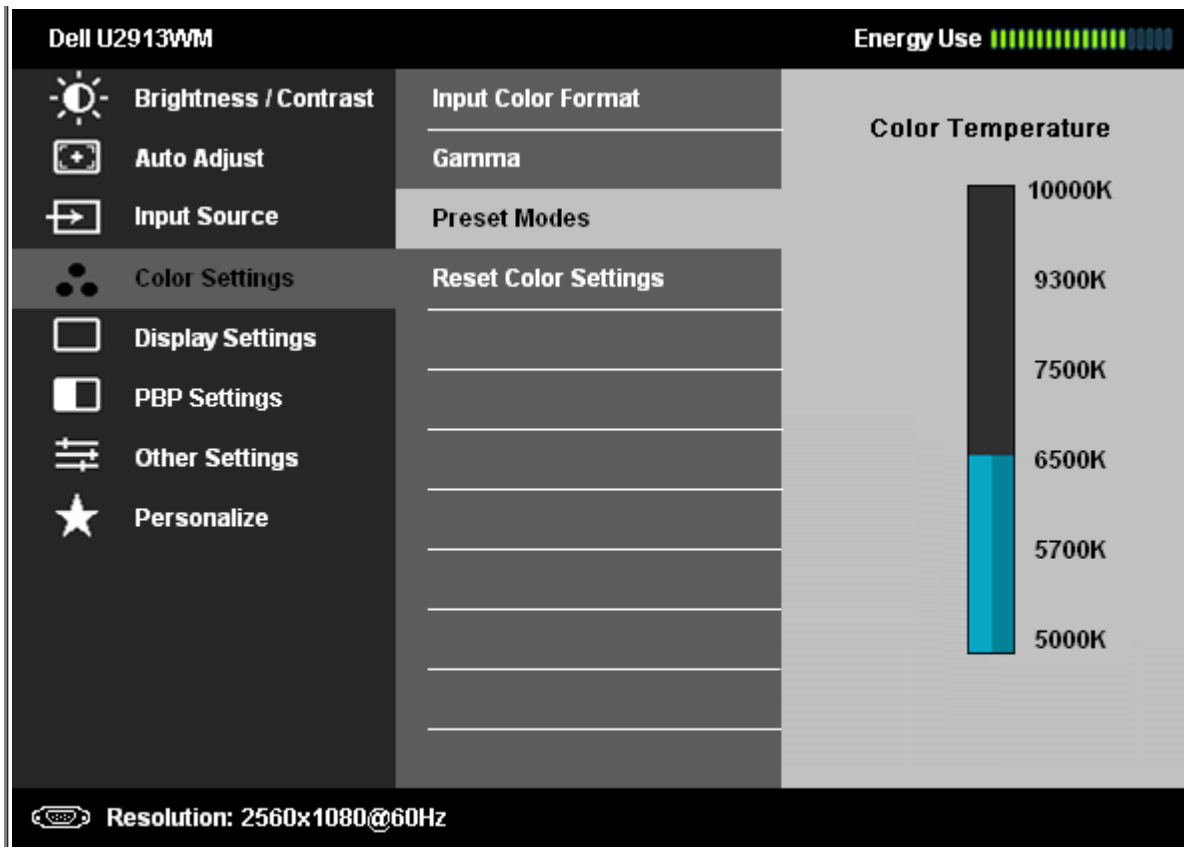 Dell U2913WM
Energy Use
Brightness / Contrast
Auto Adjust
Input Source
Color Settings
Display Settings
PBP Settings
Other Settings
Personalize
Input Color Format
Gamma
Preset Modes
Reset Color Settings
Color Temperature
10000K
9300K
7500K
6500K
5700K
5000K
Resolution: 2560x1080@60Hz